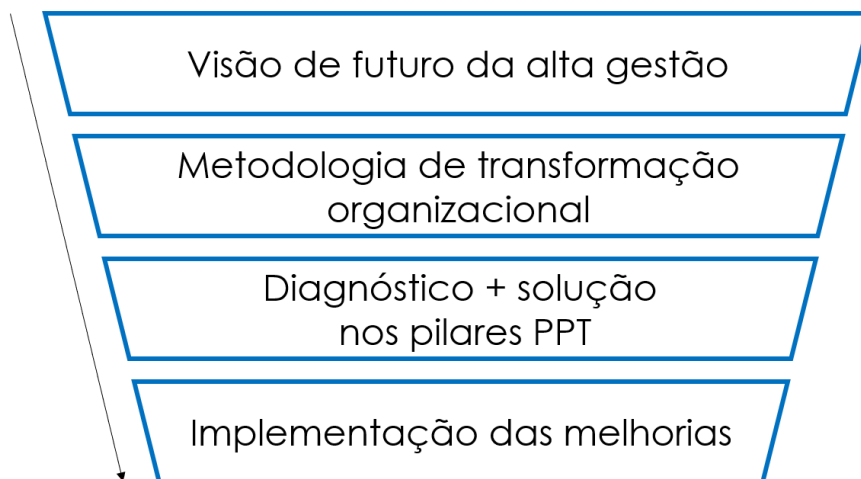 Visão de futuro da alta gestão
Metodologia de transformação
organizacional
Diagnóstico + solução
nos pilares PPT
Implementação das melhorias